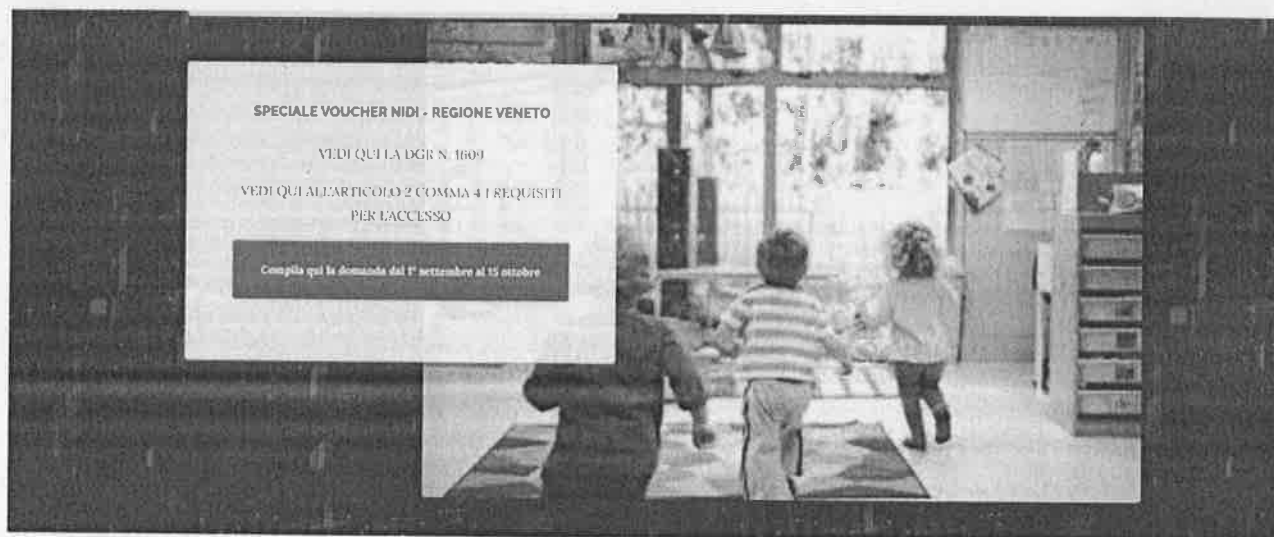 SPECIALE VOUCHER NIDI - REGIONE VENETO
VEDI QUI LA DGR N. 1609
VEDI QUI ALL'ARTICOLO 2 COMMA 4 I REQUISITI
PER L'ACCESSO
Compila qui la domanda dal 1° settembre al 15 ottobre